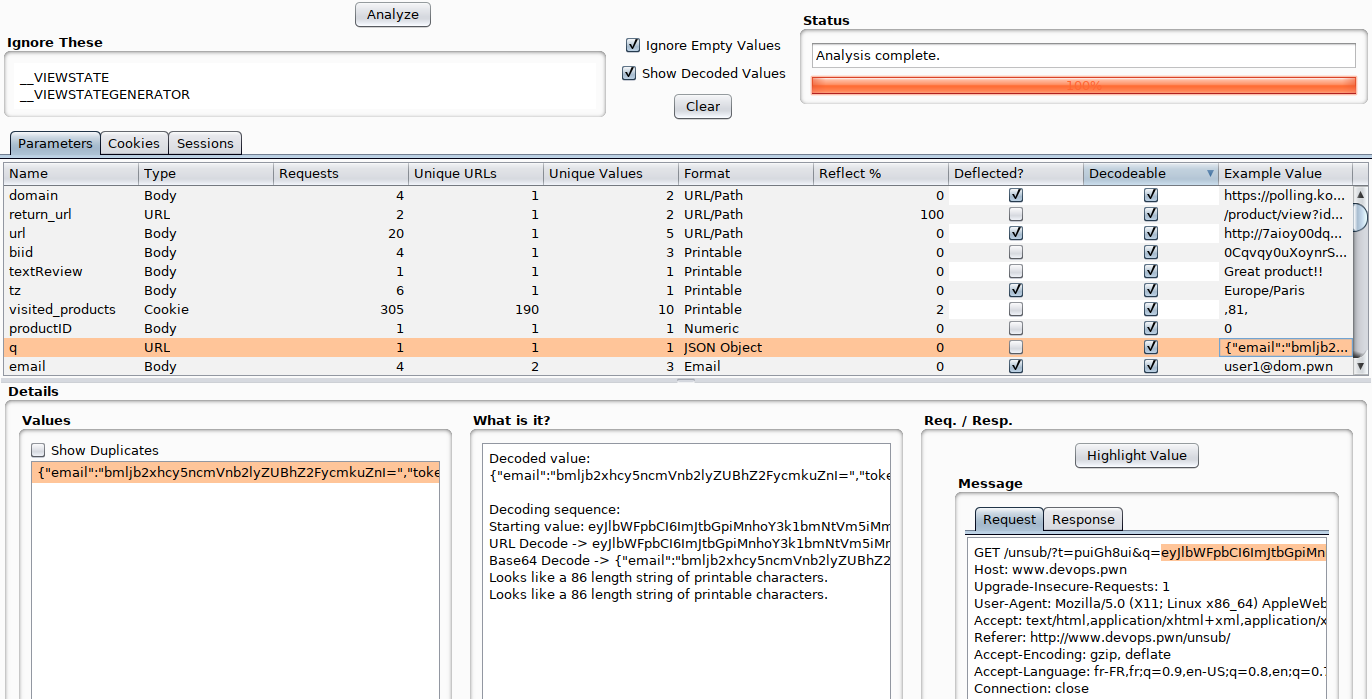 Analyze
Ignore These
__VIEWSTATE
__VIEWSTATEGENERATOR
Ignore Empty Values
Show Decoded Values
Clear
Status
Analysis complete.
100%
Parameters Cookies Sessions
Name Type Requests Unique URLs Unique Values Format Reflect % Deflected? Decodeable Example Value
domain Body 4 1 2 URL/Path 0 https://polling.ko...
return_url URL 2 1 2 URL/Path 100 /product/view?id...
url Body 20 1 5 URL/Path 0 http://7aioy00dq...
biid Body 4 1 3 Printable 0 0Cqvqy0uXoynrS...
textReview Body 1 1 1 Printable 0 Great product!!
tz Body 6 1 1 Printable 0 Europe/Paris
visited_products Cookie 305 190 10 Printable 2 ,81,
productID Body 1 1 1 Numeric 0 0
q URL 1 1 1 JSON Object 0 {"email":"bmljb2...
email Body 4 2 3 Email 0 user1@dom.pwn
Details
Values
Show Duplicates
{"email":"bmljb2xhcy5ncmVnb2lyZUBhZ2FycmkuZnI=","toke
What is it?
Decoded value:
{"email":"bmljb2xhcy5ncmVnb2lyZUBhZ2FycmkuZnI=","toke
Decoding sequence:
Starting value: eyJlbWFpbCI6ImJtbGpiMnhoY3k1bmNtVm5iMm
URL Decode -> eyJlbWFpbCI6ImJtbGpiMnhoY3k1bmNtVm5iMr
Base64 Decode -> {"email":"bmljb2xhcy5ncmVnb2lyZUBhZ2
Looks like a 86 length string of printable characters.
Looks like a 86 length string of printable characters.
Req. / Resp.
Highlight Value
Message
Request Response
GET /unsub/?t=puiGh8ui&q=eyJlbWFpbCI6ImJtbGpiMn
Host: www.devops.pwn
Upgrade-Insecure-Requests: 1
User-Agent: Mozilla/5.0 (X11; Linux x86_64) AppleWeb
Accept: text/html,application/xhtml+xml,application/x
Referer: http://www.devops.pwn/unsub/
Accept-Encoding: gzip, deflate
Accept-Language: fr-FR,fr;q=0.9,en-US;q=0.8,en;q=0.7
Connection: close